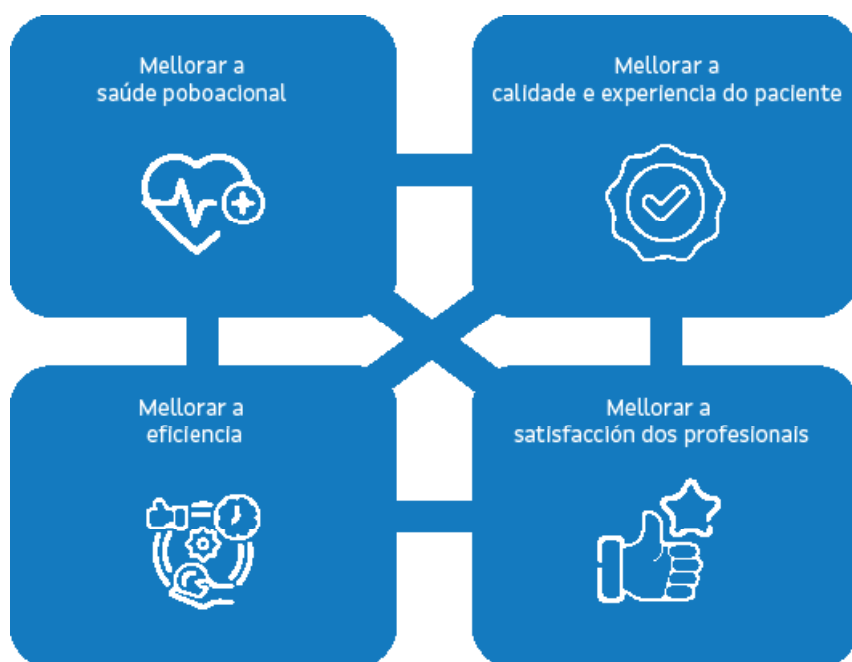 Mellorar a
saúde poboacional
Mellorar a
calidade e experiencia do paciente
Mellorar a
eficiencia
Mellorar a
satisfacción dos profesionais